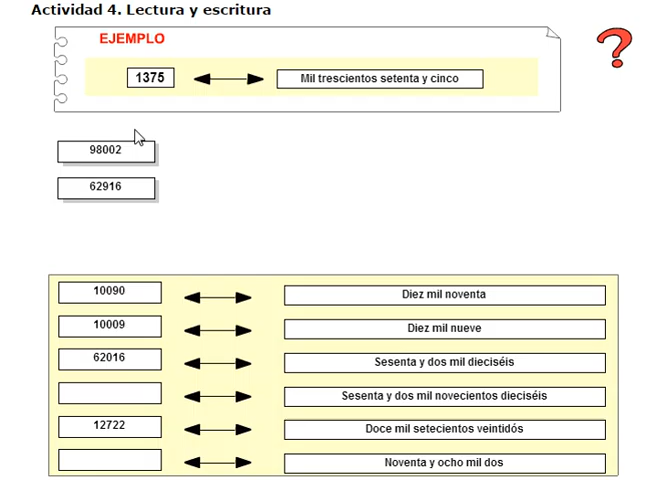 Actividad 4. Lectura y escritura
EJEMPLO
?
1375 Mil trescientos setenta y cinco
98002
62916
10090 Diez mil noventa
10009 Diez mil nueve
62016 Sesenta y dos mil dieciséis
Sesenta y dos mil novecientos dieciséis
12722 Doce mil setecientos veintidós
Noventa y ocho mil dos